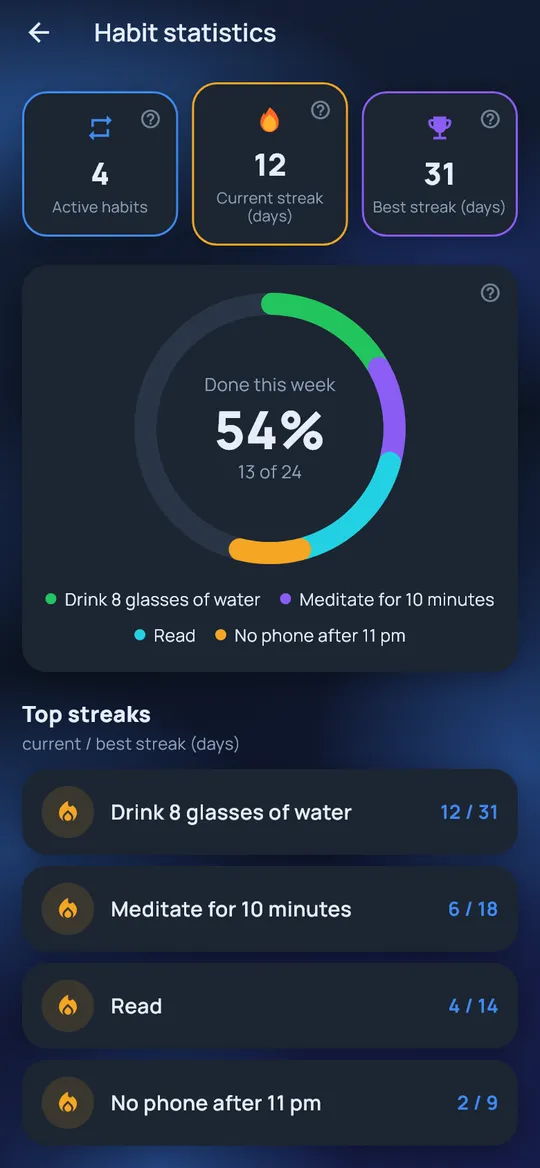 Habit statistics
4
Active habits
12
Current streak
(days)
31
Best streak (days)
Done this week
54%
13 of 24
Drink 8 glasses of water
Meditate for 10 minutes
Read
No phone after 11 pm
Top streaks
current / best streak (days)
Drink 8 glasses of water
12 / 31
Meditate for 10 minutes
6 / 18
Read
4 / 14
No phone after 11 pm
2 / 9